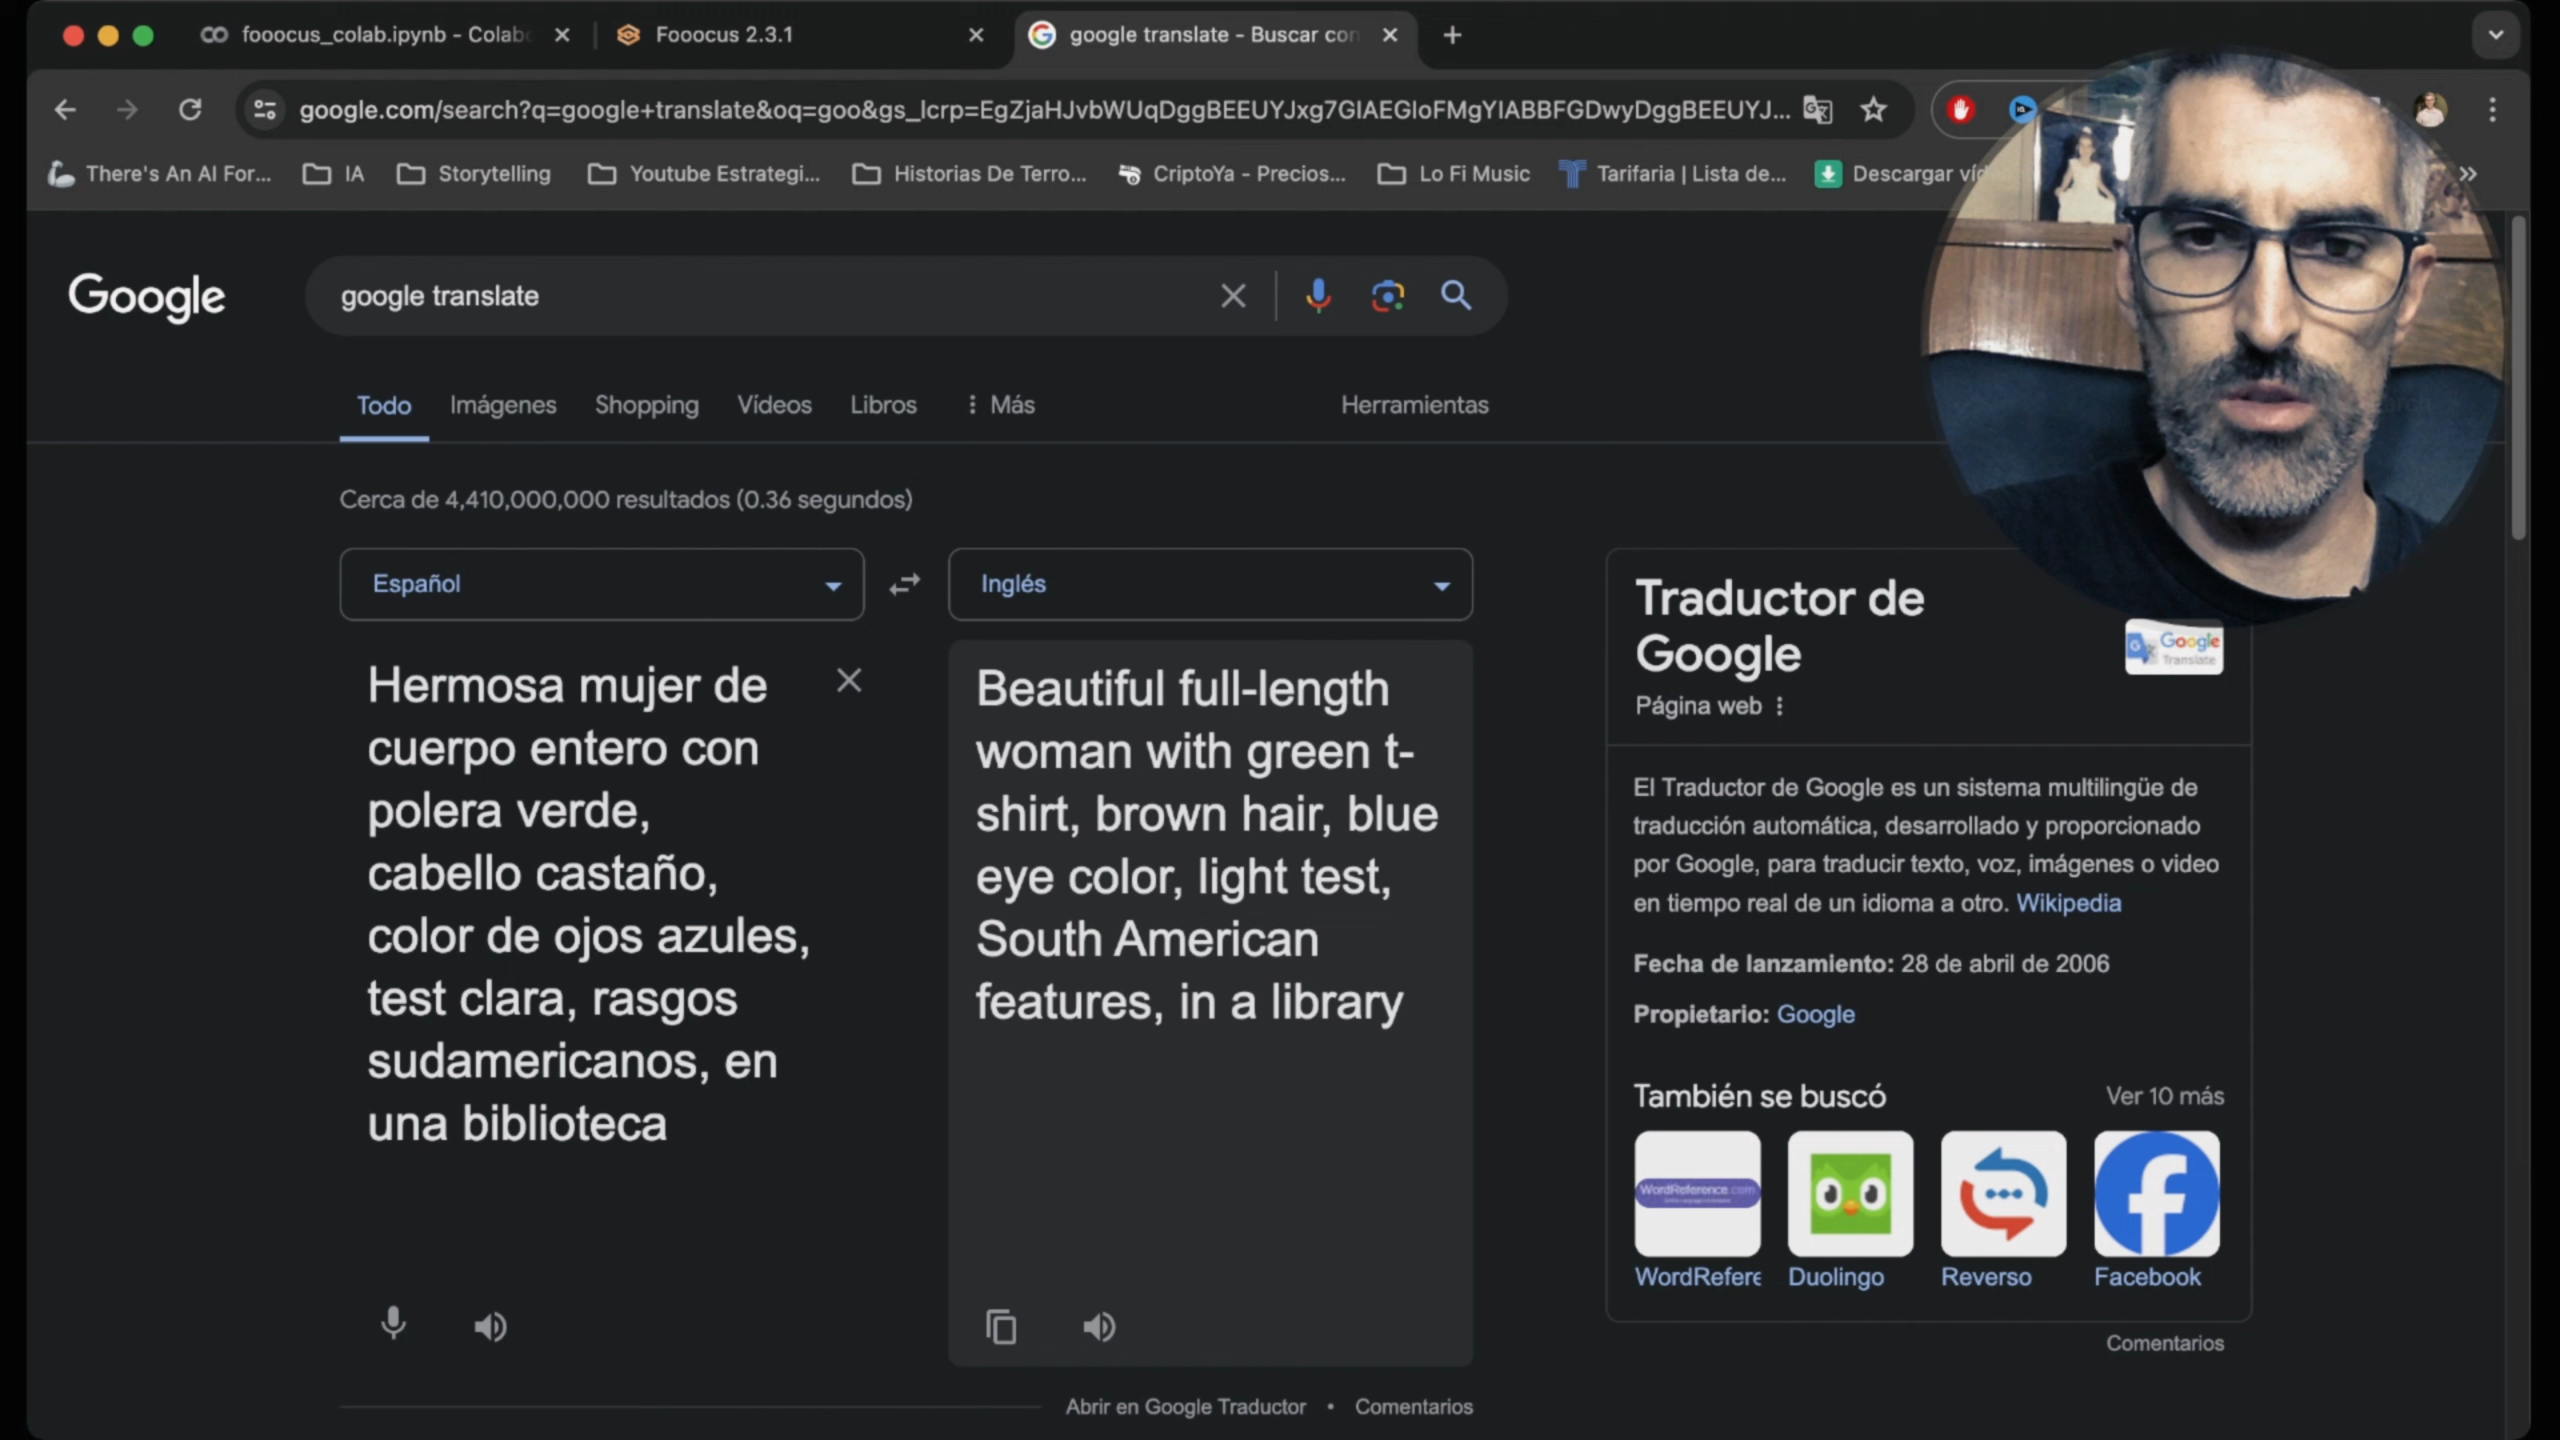 fooocus_colab.ipynb - Colab
Fooocus 2.3.1
google translate - Buscar con
google.com/search?q=google+translate&oq=goo&gs_lcrp=EgZjaHJvbWUqDggBEEUYJxg7GIAEGIoFMgYIABBFGDwyDggBEEUYJ...
There's An AI For...
IA
Storytelling
Youtube Estrategi...
Historias De Terro...
CriptoYa - Precios...
Lo Fi Music
Tarifaria | Lista de...
Descargar víd
Google
google translate
Todo
Imágenes
Shopping
Vídeos
Libros
Más
Herramientas
Cerca de 4,410,000,000 resultados (0.36 segundos)
Español
Inglés
Hermosa mujer de
cuerpo entero con
polera verde,
cabello castaño,
color de ojos azules,
test clara, rasgos
sudamericanos, en
una biblioteca
Beautiful full-length
woman with green t-
shirt, brown hair, blue
eye color, light test,
South American
features, in a library
Abrir en Google Traductor • Comentarios
Traductor de
Google
Google
Translate
Página web
El Traductor de Google es un sistema multilingüe de
traducción automática, desarrollado y proporcionado
por Google, para traducir texto, voz, imágenes o video
en tiempo real de un idioma a otro. Wikipedia
Fecha de lanzamiento: 28 de abril de 2006
Propietario: Google
También se buscó
Ver 10 más
WordReference.com
WordRefere
Duolingo
Reverso
Facebook
Comentarios